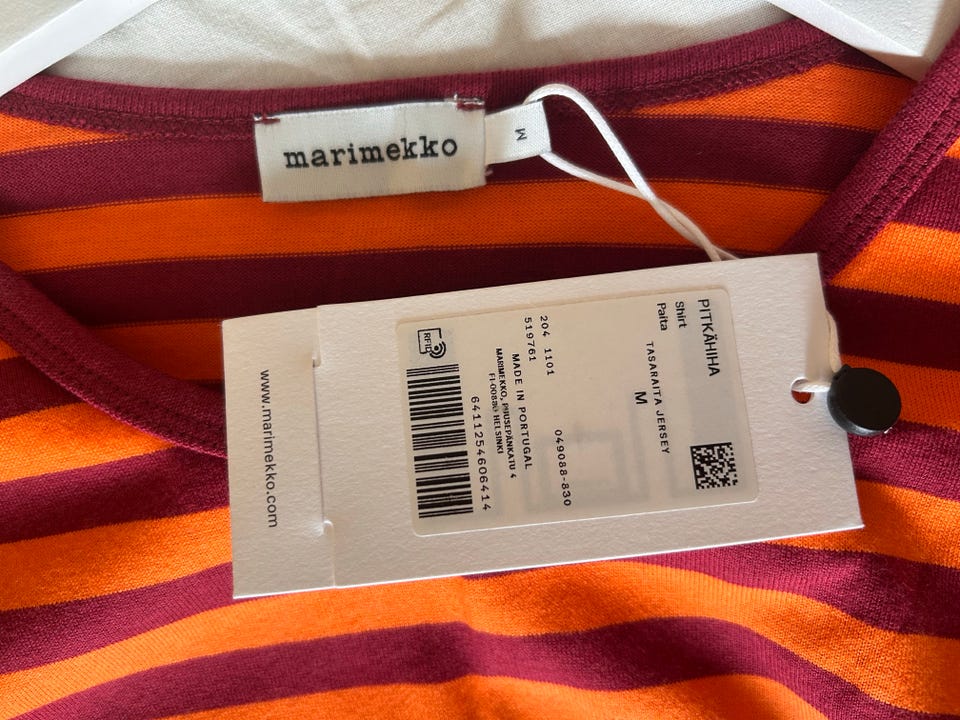 marimekko
M
www.marimekko.com
PITKÄHIHA
Shirt
Paita
TASARAITA JERSEY
M
204 1101
049088-830
519761
MADE IN PORTUGAL
MARIMEKKO, PUUSEPÄNKATU 4
FI-00880 HELSINKI
6411254606414
RFID